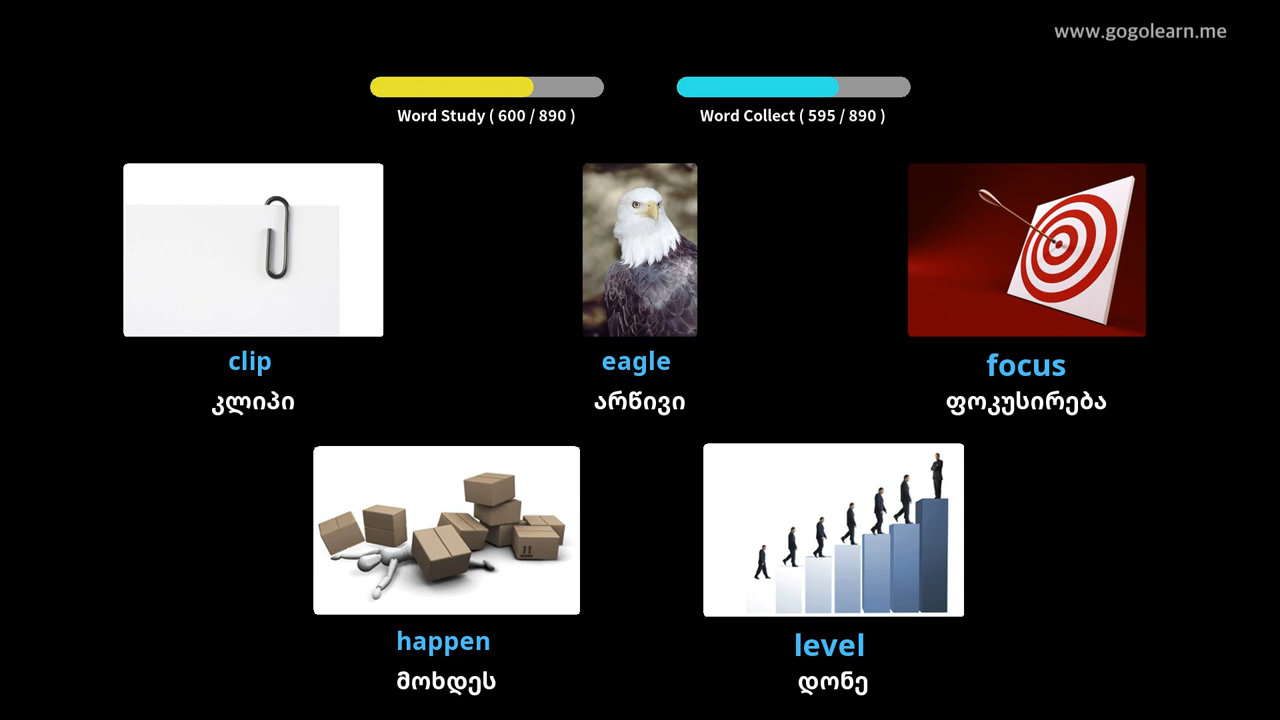 www.gogolearn.me
Word Study ( 600 / 890 )
Word Collect ( 595 / 890 )
clip
კლიპი
eagle
არწივი
focus
ფოკუსირება
happen
მოხდეს
level
დონე